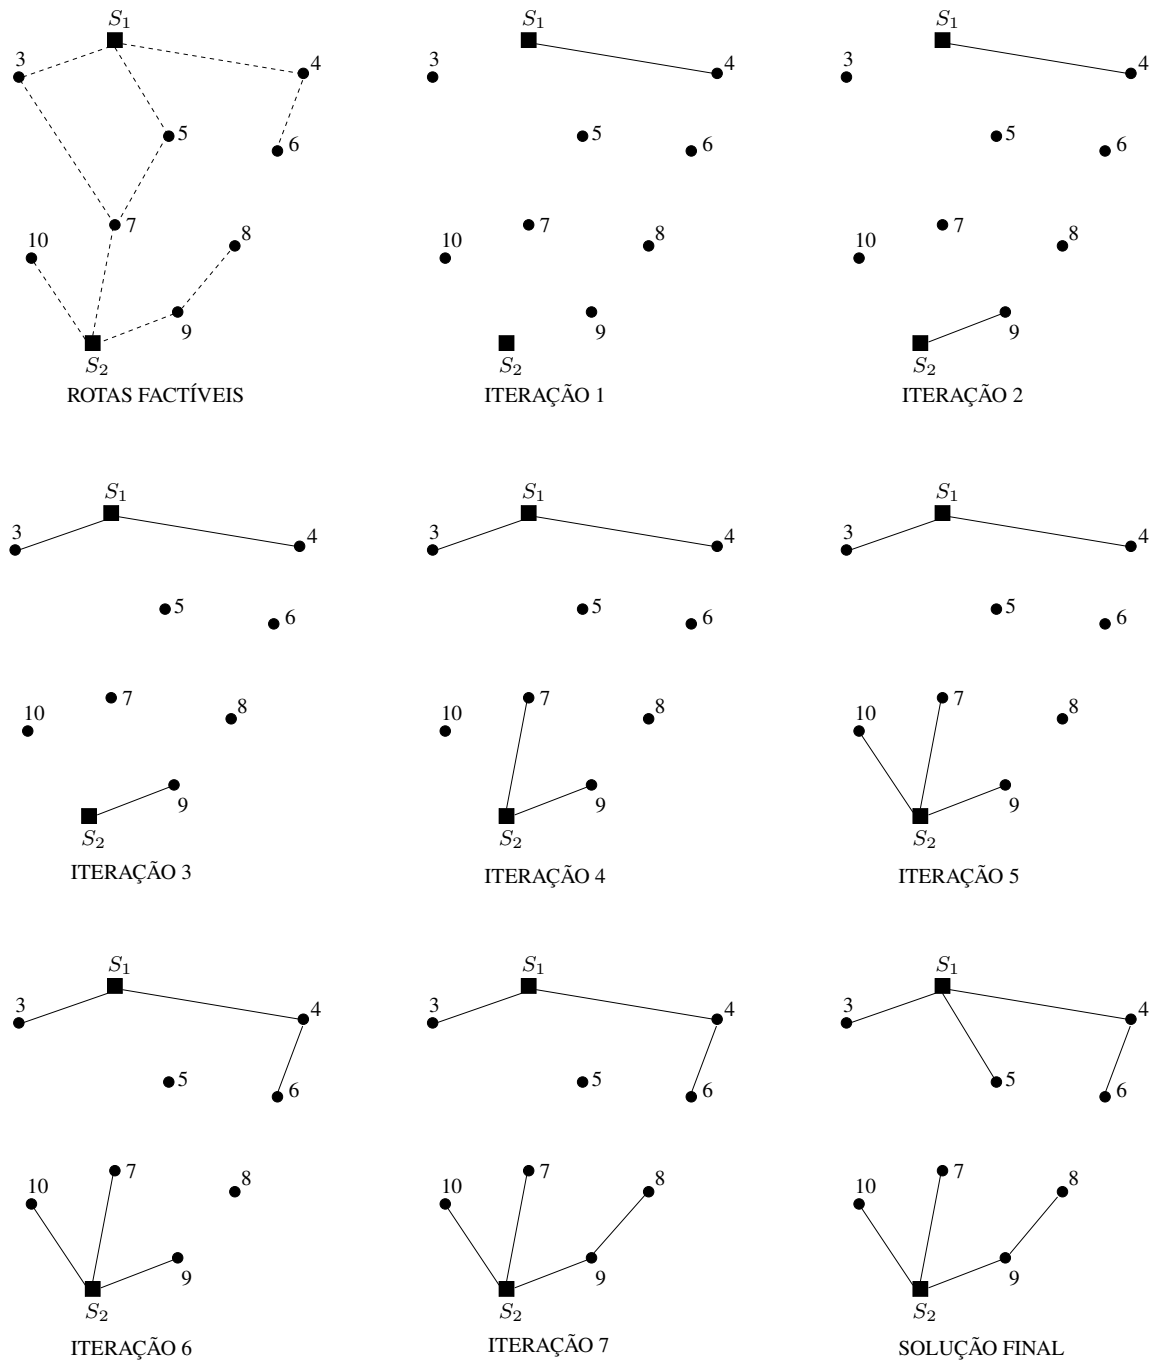 S₁
3
4
5
6
7
10
8
9
S₂
ROTAS FACTÍVEIS
3
S₁
4
5
6
7
10
8
9
S₂
ITERAÇÃO 1
3
S₁
4
5
6
7
10
8
9
S₂
ITERAÇÃO 2
S₁
3
4
5
6
7
10
8
9
S₂
ITERAÇÃO 3
S₁
3
4
5
6
7
10
8
9
S₂
ITERAÇÃO 4
S₁
3
4
5
6
7
10
8
9
S₂
ITERAÇÃO 5
S₁
3
4
5
6
7
10
8
9
S₂
ITERAÇÃO 6
S₁
3
4
5
6
7
10
8
9
S₂
ITERAÇÃO 7
S₁
3
4
5
6
7
10
8
9
S₂
SOLUÇÃO FINAL